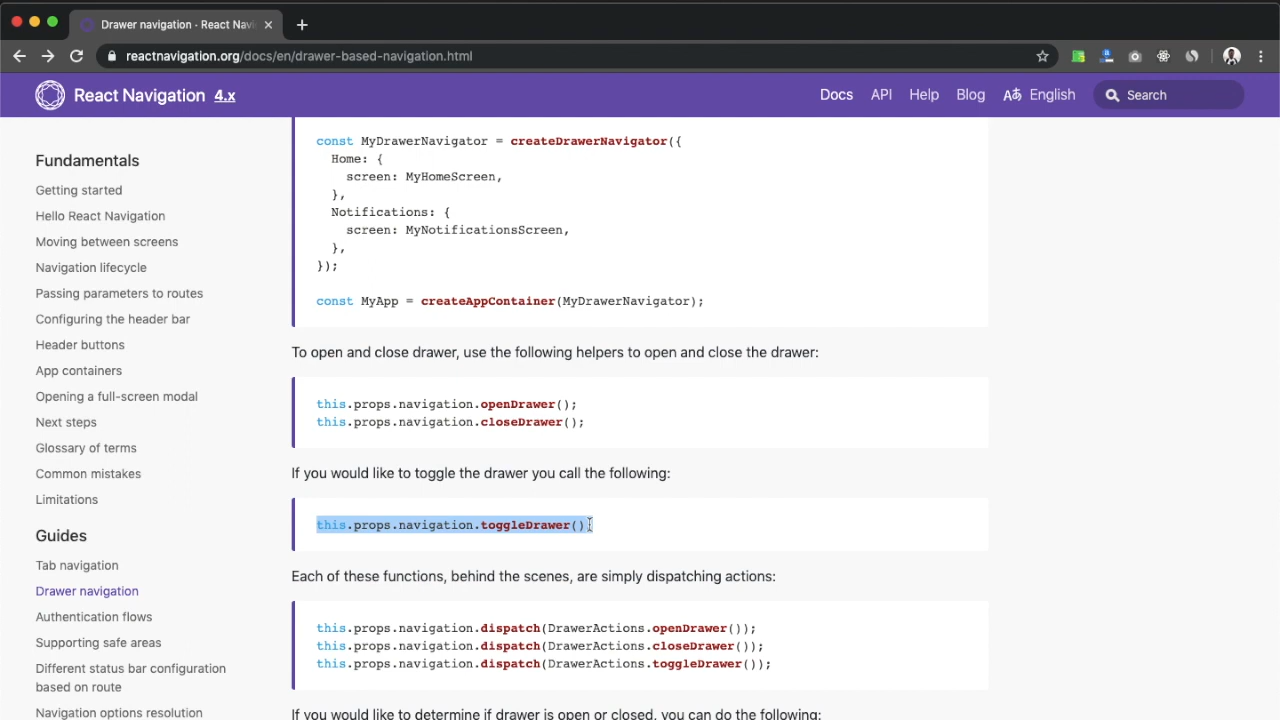 Drawer navigation - React Navi
reactnavigation.org/docs/en/drawer-based-navigation.html
React Navigation 4.x
Docs API Help Blog English Search
Fundamentals
Getting started
Hello React Navigation
Moving between screens
Navigation lifecycle
Passing parameters to routes
Configuring the header bar
Header buttons
App containers
Opening a full-screen modal
Next steps
Glossary of terms
Common mistakes
Limitations
Guides
Tab navigation
Drawer navigation
Authentication flows
Supporting safe areas
Different status bar configuration
based on route
Navigation options resolution
const MyDrawerNavigator = createDrawerNavigator({
  Home: {
    screen: MyHomeScreen,
  },
  Notifications: {
    screen: MyNotificationsScreen,
  },
});
const MyApp = createAppContainer(MyDrawerNavigator);
To open and close drawer, use the following helpers to open and close the drawer:
this.props.navigation.openDrawer();
this.props.navigation.closeDrawer();
If you would like to toggle the drawer you call the following:
this.props.navigation.toggleDrawer();
Each of these functions, behind the scenes, are simply dispatching actions:
this.props.navigation.dispatch(DrawerActions.openDrawer());
this.props.navigation.dispatch(DrawerActions.closeDrawer());
this.props.navigation.dispatch(DrawerActions.toggleDrawer());
If you would like to determine if drawer is open or closed, you can do the following: